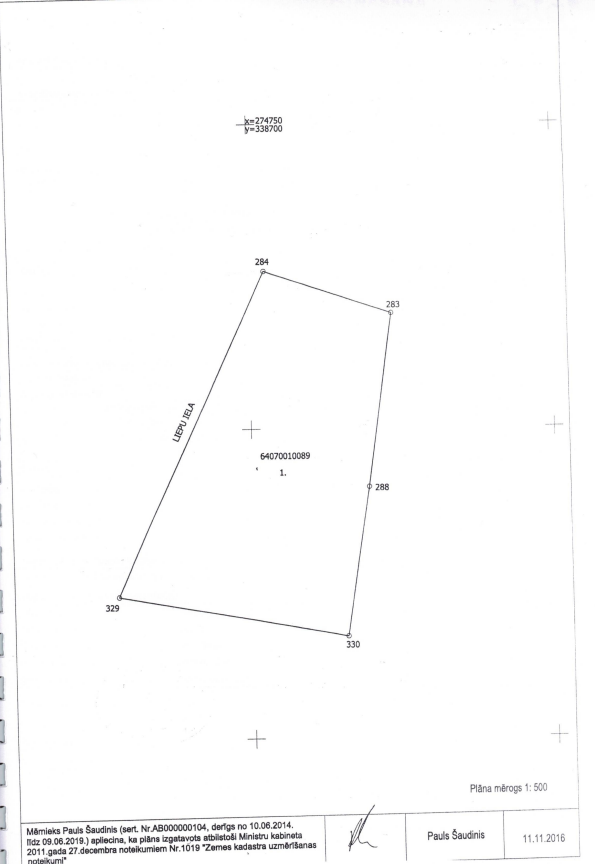 x=274750
y=338700
284
283
LIEPU IELA
64070010089
1.
288
329
330
Plāna mērogs 1: 500
Mērnieks Pauls Šaudinis (sert. Nr.AB000000104, derīgs no 10.06.2014.
līdz 09.06.2019.) apliecina, ka plāns izgatavots atbilstoši Ministru kabineta
2011.gada 27.decembra noteikumiem Nr.1019 "Zemes kadastra uzmērīšanas
noteikumi"
Pauls Šaudinis
11.11.2016